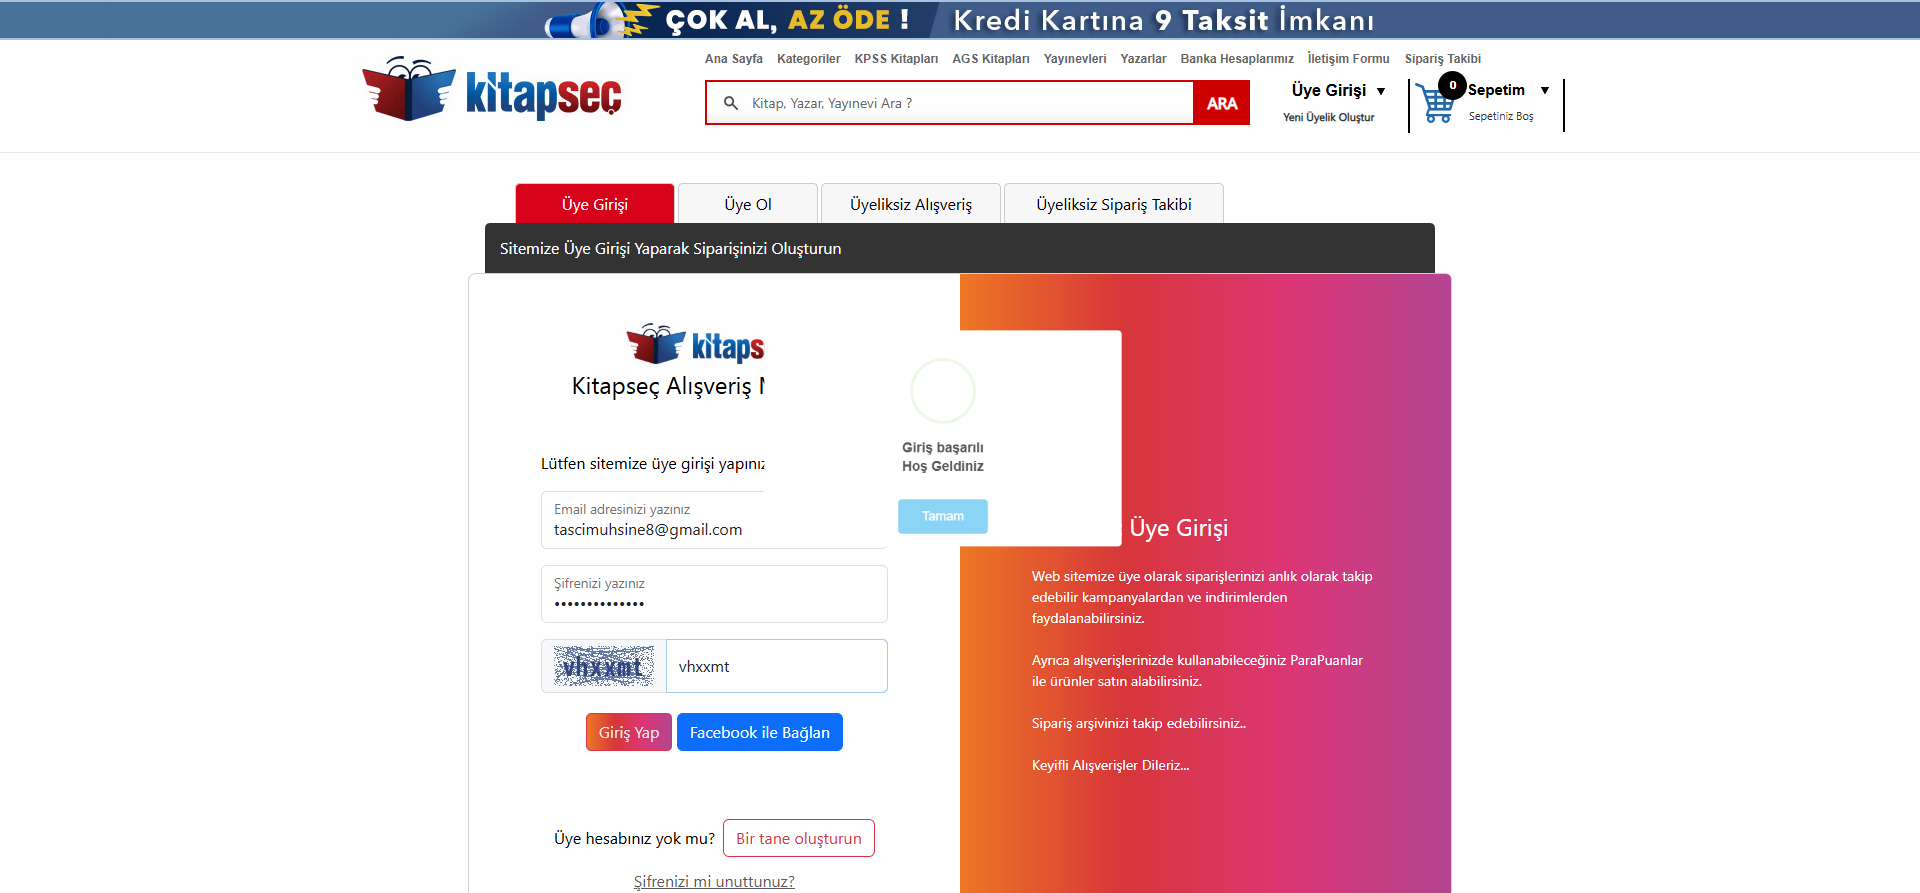 ÇOK AL, AZ ÖDE ! Kredi Kartına 9 Taksit İmkanı
Ana Sayfa Kategoriler KPSS Kitapları AGS Kitapları Yayınevleri Yazarlar Banka Hesaplarımız İletişim Formu Sipariş Takibi
kitapseç
Kitap, Yazar, Yayınevi Ara ? ARA
Üye Girişi ▼
Yeni Üyelik Oluştur
0 Sepetim ▼
Sepetiniz Boş
Üye Girişi Üye Ol Üyeliksiz Alışveriş Üyeliksiz Sipariş Takibi
Sitemize Üye Girişi Yaparak Siparişinizi Oluşturun
kitaps
Kitapseç Alışveriş
Giriş başarılı
Hoş Geldiniz
Tamam
Lütfen sitemize üye girişi yapınız
Email adresinizi yazınız
tascimuhsine8@gmail.com
Şifrenizi yazınız
••••••••••••••
vhxxmt vhxxmt
Giriş Yap Facebook ile Bağlan
Üye hesabınız yok mu? Bir tane oluşturun
Şifrenizi mi unuttunuz?
Üye Girişi
Web sitemize üye olarak siparişlerinizi anlık olarak takip
edebilir kampanyalardan ve indirimlerden
faydalanabilirsiniz.
Ayrıca alışverişlerinizde kullanabileceğiniz ParaPuanlar
ile ürünler satın alabilirsiniz.
Sipariş arşivinizi takip edebilirsiniz..
Keyifli Alışverişler Dileriz...